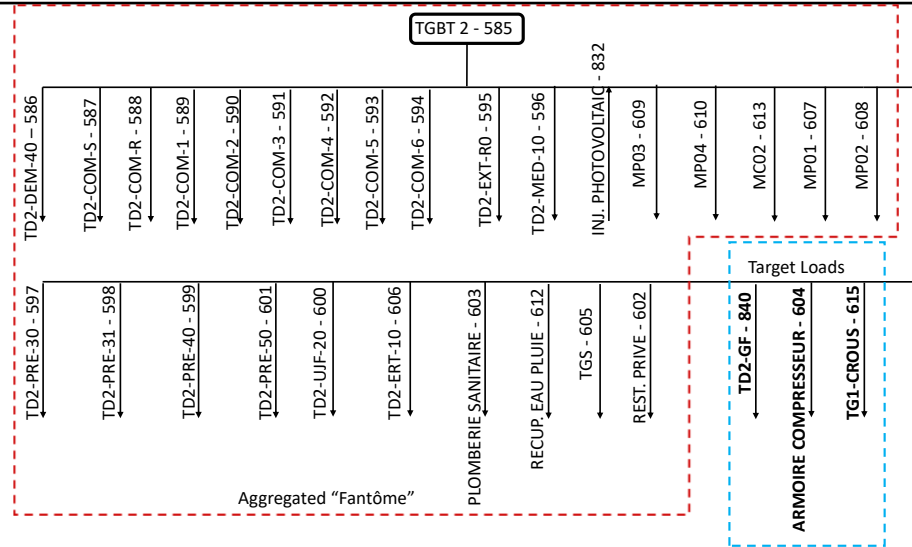 TGBT 2 - 585
TD2-DEM-40 – 586
TD2-COM-S - 587
TD2-COM-R - 588
TD2-COM-1 - 589
TD2-COM-2 - 590
TD2-COM-3 - 591
TD2-COM-4 - 592
TD2-COM-5 - 593
TD2-COM-6 - 594
TD2-EXT-R0 - 595
TD2-MED-10 - 596
INJ. PHOTOVOLTAIC - 832
MP03 - 609
MP04 - 610
MC02 - 613
MP01 - 607
MP02 - 608
Target Loads
TD2-PRE-30 - 597
TD2-PRE-31 - 598
TD2-PRE-40 - 599
TD2-PRE-50 - 601
TD2-UJF-20 - 600
TD2-ERT-10 - 606
PLOMBERIE SANITAIRE - 603
RECUP. EAU PLUIE - 612
TGS - 605
REST. PRIVE - 602
TD2-GF - 840
ARMOIRE COMPRESSEUR - 604
TG1-CROUS - 615
Aggregated “Fantôme”